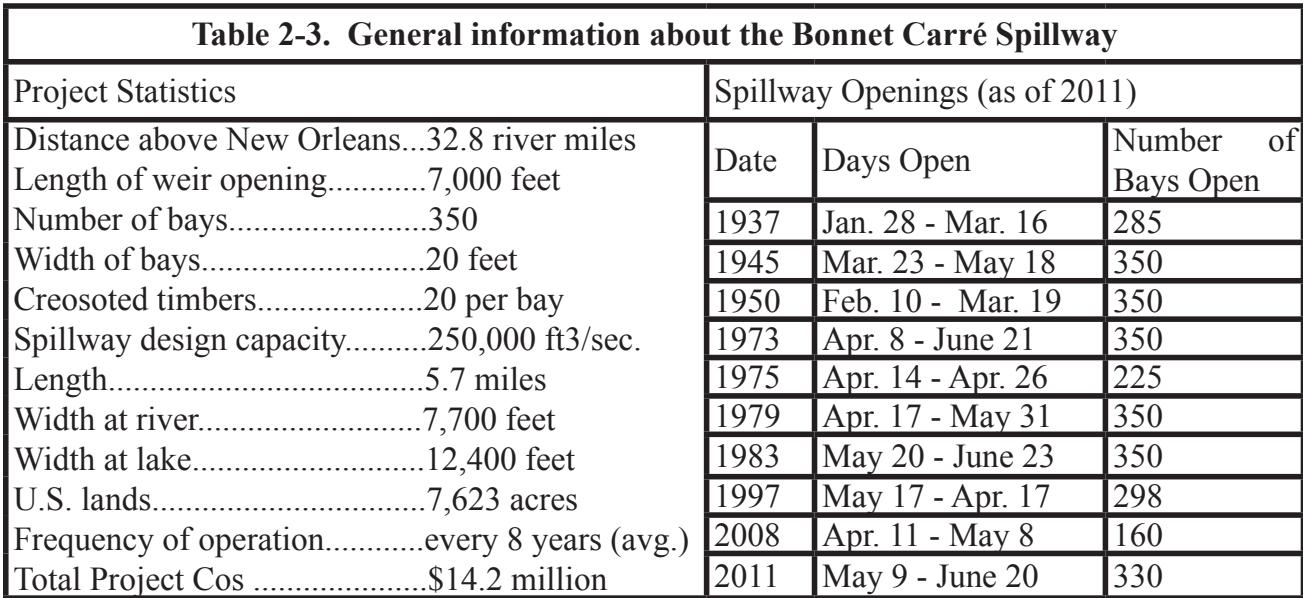 Table 2-3.  General information about the Bonnet Carré Spillway
Project Statistics
Distance above New Orleans...32.8 river miles
Length of weir opening............7,000 feet
Number of bays.........................350
Width of bays............................20 feet
Creosoted timbers.....................20 per bay
Spillway design capacity..........250,000 ft3/sec.
Length.......................................5.7 miles
Width at river............................7,700 feet
Width at lake.............................12,400 feet
U.S. lands..................................7,623 acres
Frequency of operation............every 8 years (avg.)
Total Project Cos .....................$14.2 million
Spillway Openings (as of 2011)
Date Days Open Number of
Bays Open
1937 Jan. 28 - Mar. 16 285
1945 Mar. 23 - May 18 350
1950 Feb. 10 -  Mar. 19 350
1973 Apr. 8 - June 21 350
1975 Apr. 14 - Apr. 26 225
1979 Apr. 17 - May 31 350
1983 May 20 - June 23 350
1997 May 17 - Apr. 17 298
2008 Apr. 11 - May 8 160
2011 May 9 - June 20 330